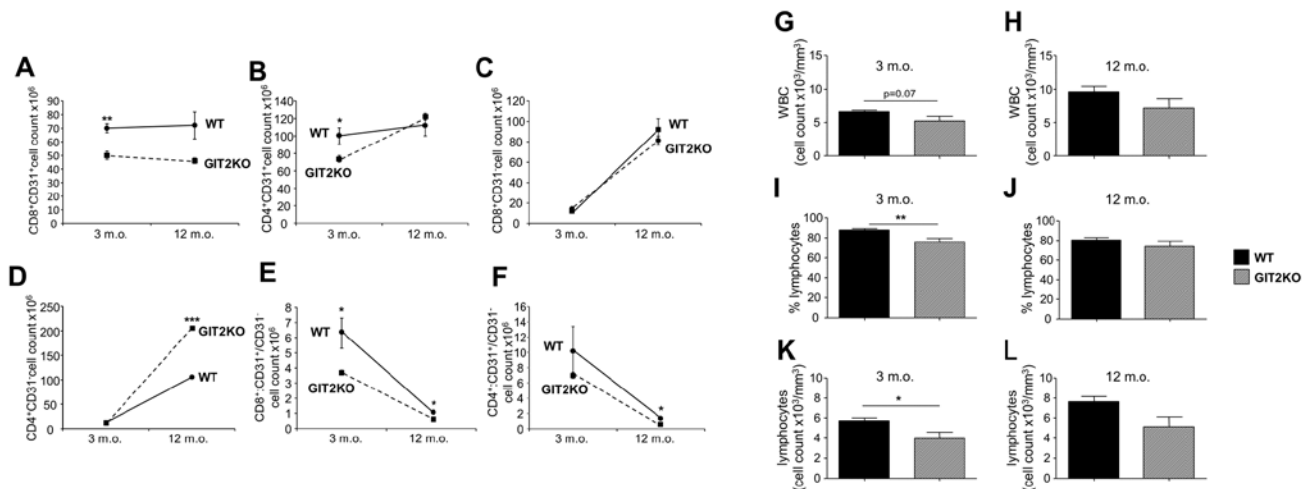 A
CD8⁺CD31⁺cell count x10⁶
90
80
70
60
50
40
30
20
10
0
**
WT
GIT2KO
3 m.o. 12 m.o.
B
CD4⁺CD31⁺cell count x10⁶
140
120
100
80
60
40
20
0
*
WT
GIT2KO
3 m.o. 12 m.o.
C
CD8⁺CD31⁻cell count x10⁶
120
100
80
60
40
20
0
WT
GIT2KO
3 m.o. 12 m.o.
D
CD4⁺CD31⁻cell count x10⁶
250
200
150
100
50
0
***
GIT2KO
WT
3 m.o. 12 m.o.
E
CD8⁺:CD31⁺/CD31⁻
cell count x10⁶
8
7
6
5
4
3
2
1
0
*
WT
GIT2KO
*
3 m.o. 12 m.o.
F
CD4⁺:CD31⁺/CD31⁻
cell count x10⁶
16
14
12
10
8
6
4
2
0
WT
GIT2KO
*
3 m.o. 12 m.o.
G
3 m.o.
WBC
(cell count x10³/mm³)
15
10
5
0
p=0.07
H
12 m.o.
WBC
(cell count x10³/mm³)
15
10
5
0
I
3 m.o.
% lymphocytes
100
80
60
40
20
0
**
J
12 m.o.
% lymphocytes
100
80
60
40
20
0
WT
GIT2KO
K
3 m.o.
lymphocytes
(cell count x10³/mm³)
10
8
6
4
2
0
*
L
12 m.o.
lymphocytes
(cell count x10³/mm³)
10
8
6
4
2
0